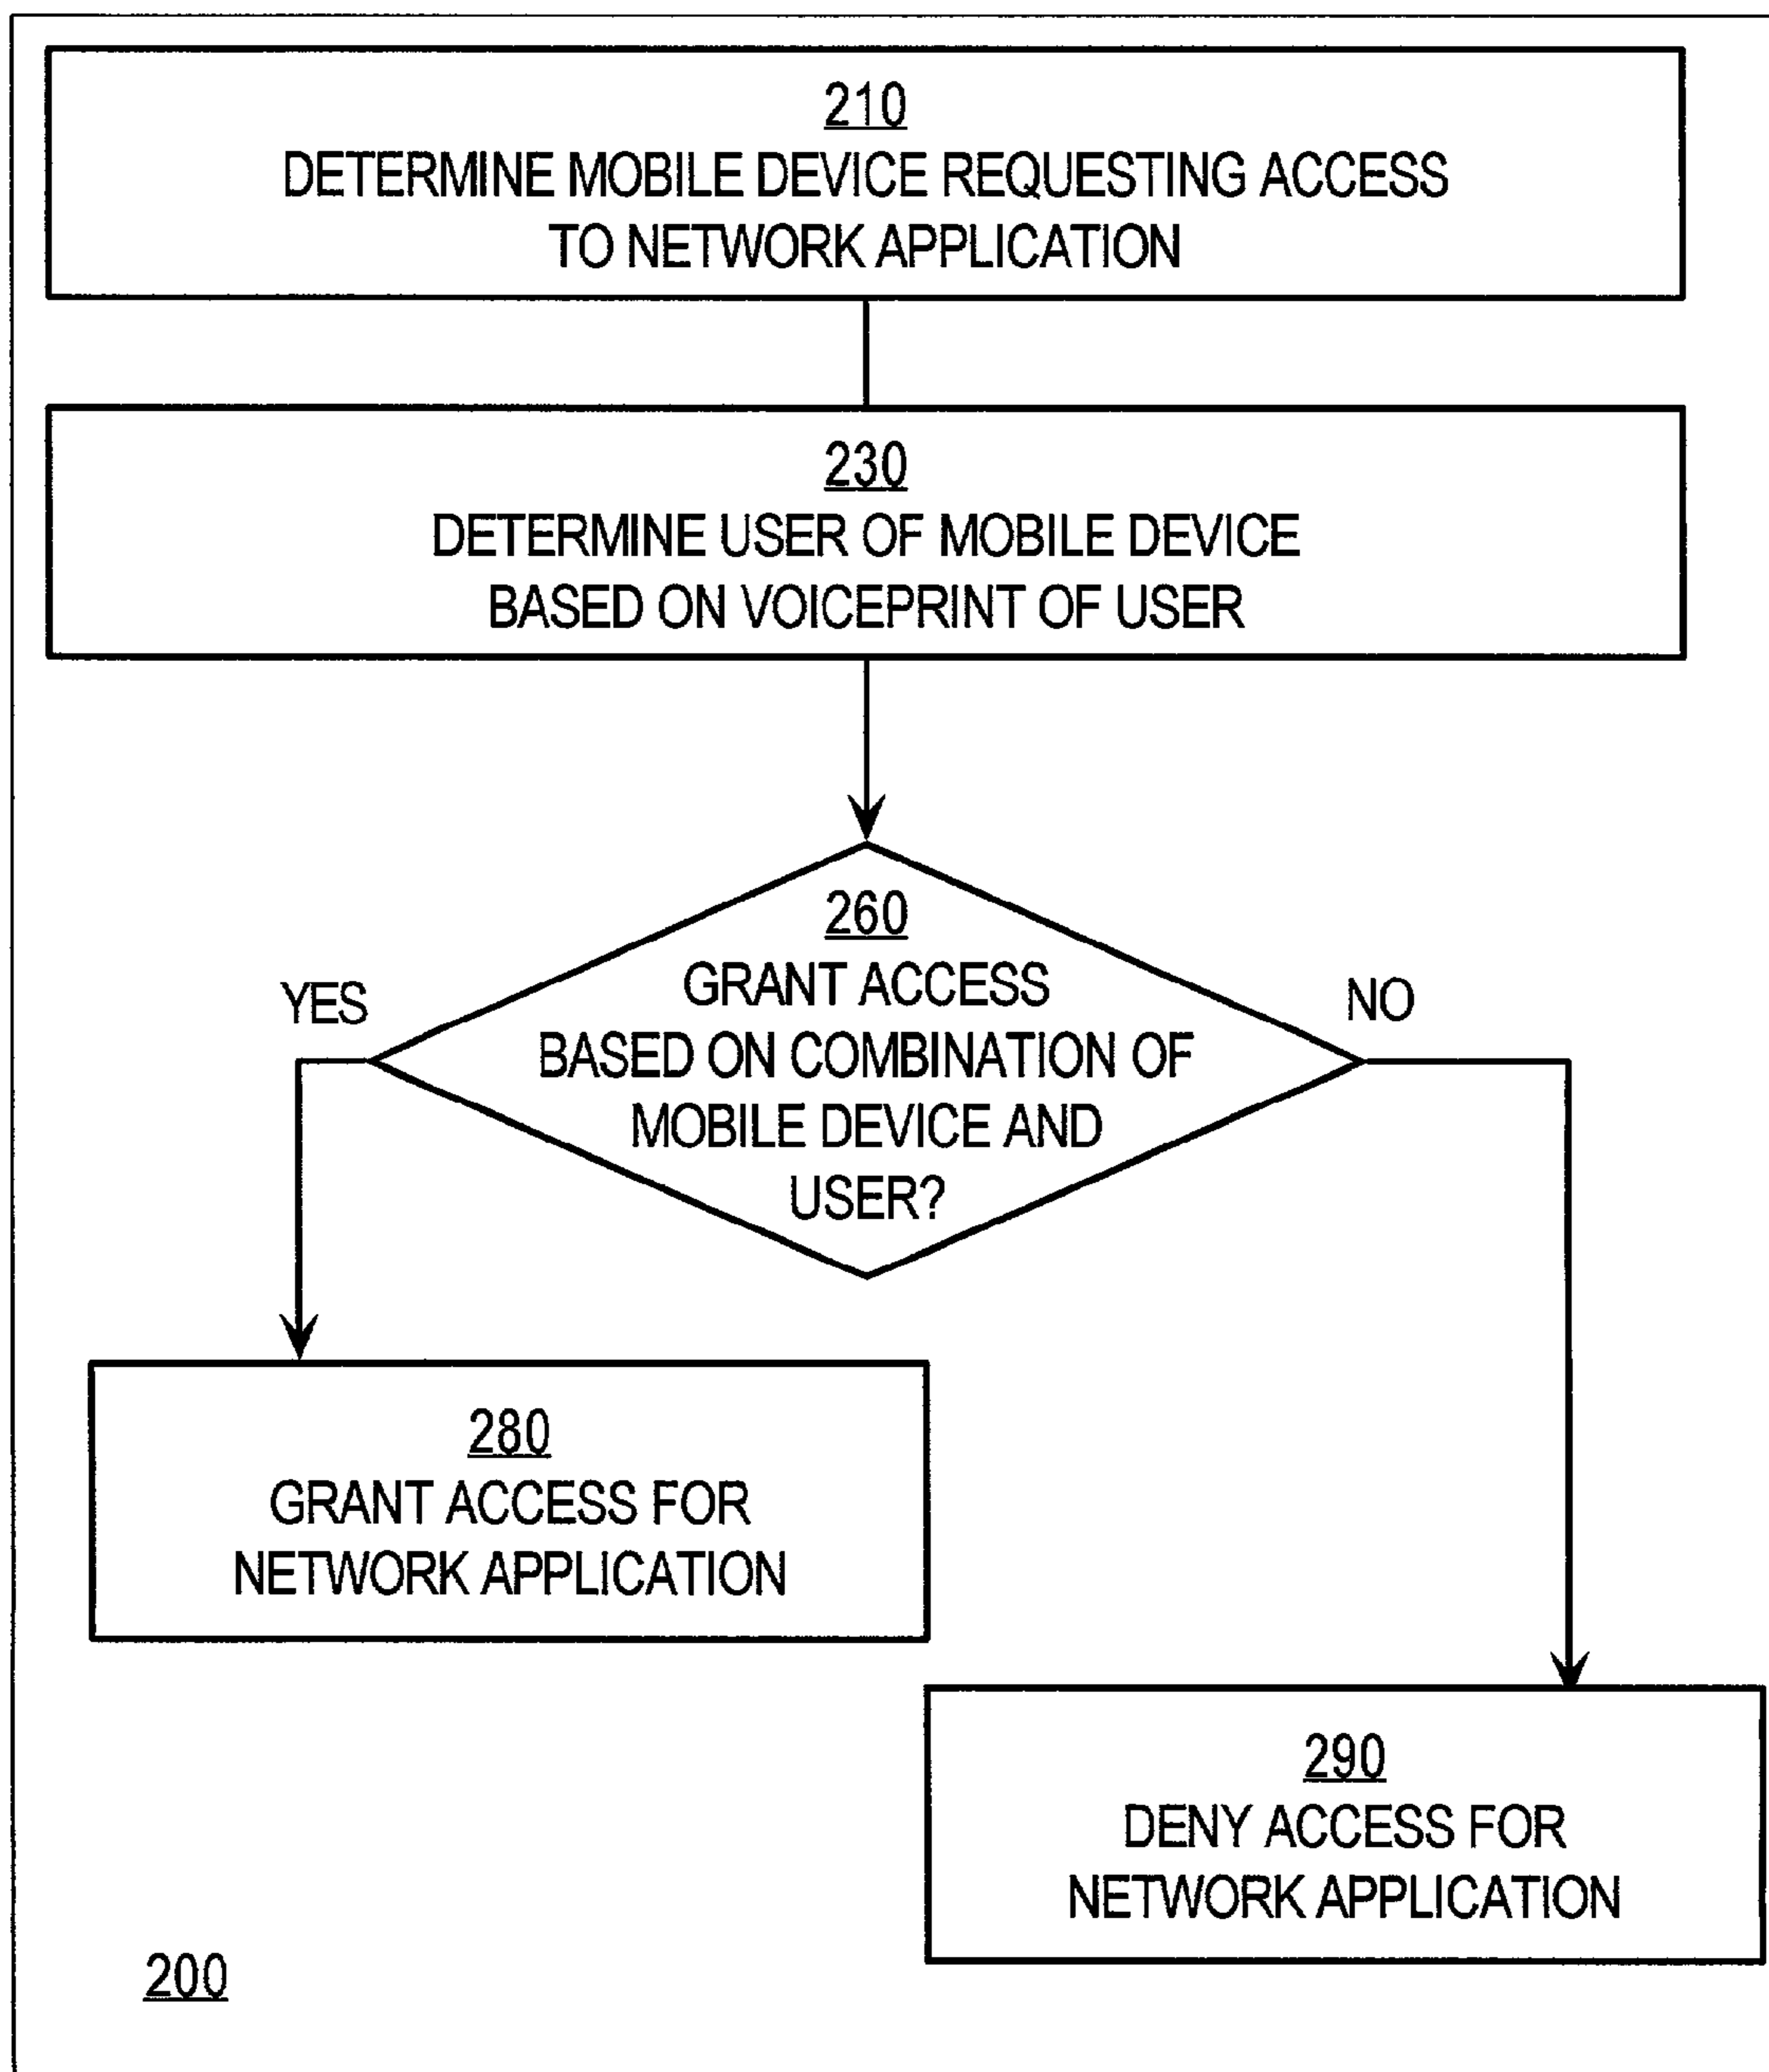 210
DETERMINE MOBILE DEVICE REQUESTING ACCESS
TO NETWORK APPLICATION
230
DETERMINE USER OF MOBILE DEVICE
BASED ON VOICEPRINT OF USER
260
GRANT ACCESS
BASED ON COMBINATION OF
MOBILE DEVICE AND
USER?
YES
NO
280
GRANT ACCESS FOR
NETWORK APPLICATION
290
DENY ACCESS FOR
NETWORK APPLICATION
200